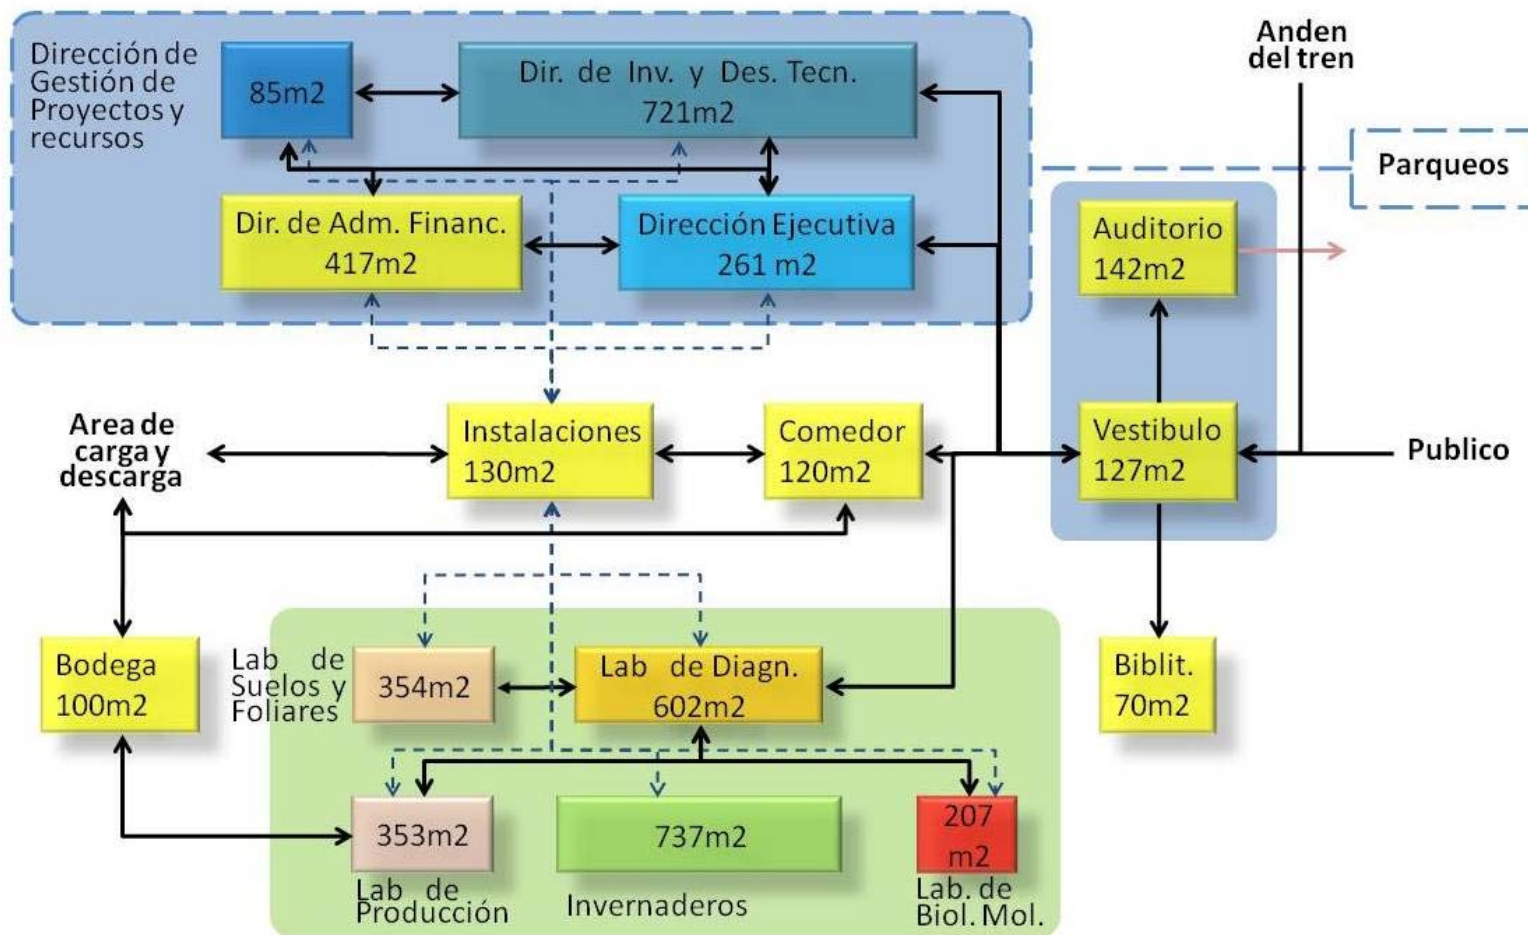 Dirección de
Gestión de
Proyectos y
recursos
85m2
Dir. de Inv. y Des. Tecn.
721m2
Anden
del tren
Parqueos
Dir. de Adm. Financ.
417m2
Dirección Ejecutiva
261 m2
Auditorio
142m2
Area de
carga y
descarga
Instalaciones
130m2
Comedor
120m2
Vestibulo
127m2
Publico
Bodega
100m2
Lab de
Suelos y
Foliares
354m2
Lab de Diagn.
602m2
Biblit.
70m2
353m2
Lab de
Producción
737m2
Invernaderos
207
m2
Lab. de
Biol. Mol.